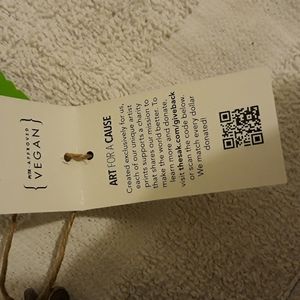 PETA-APPROVED
{VEGAN}
ART FOR A CAUSE
Created exclusively for us,
each of our unique artist
prints supports a charity
that shares our mission to
make the world better. To
learn more and donate,
visit thesak.com/giveback
or scan the code below.
We match every dollar
donated!